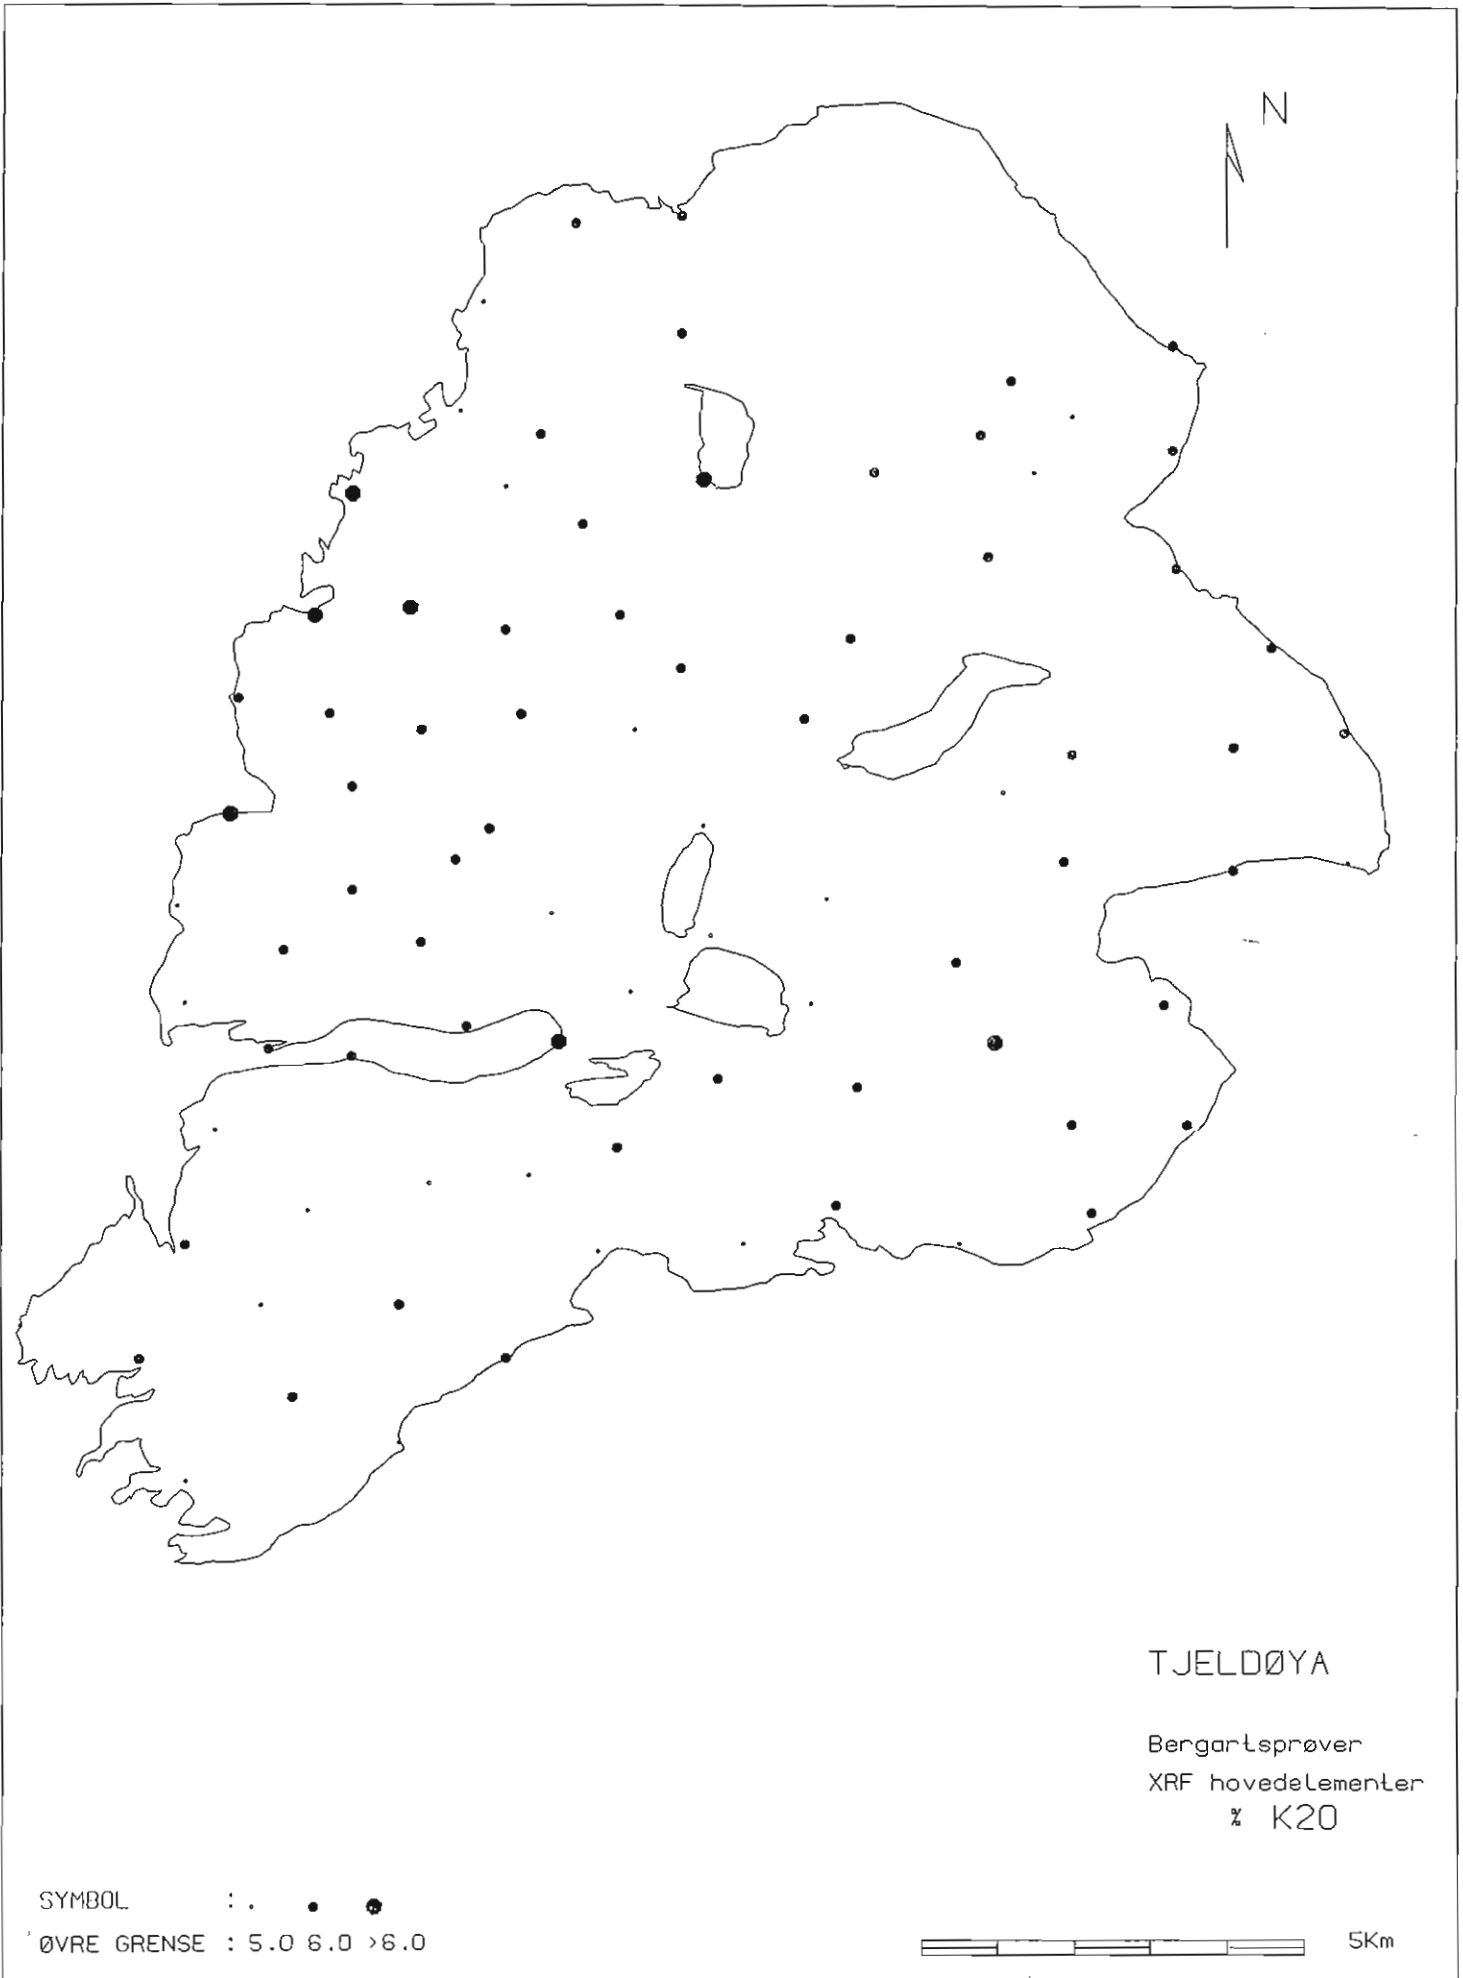 N
TJELDØYA
Bergartsprøver
XRF hovedelementer
% K2O
SYMBOL :
ØVRE GRENSE : 5.0 6.0 >6.0
5Km